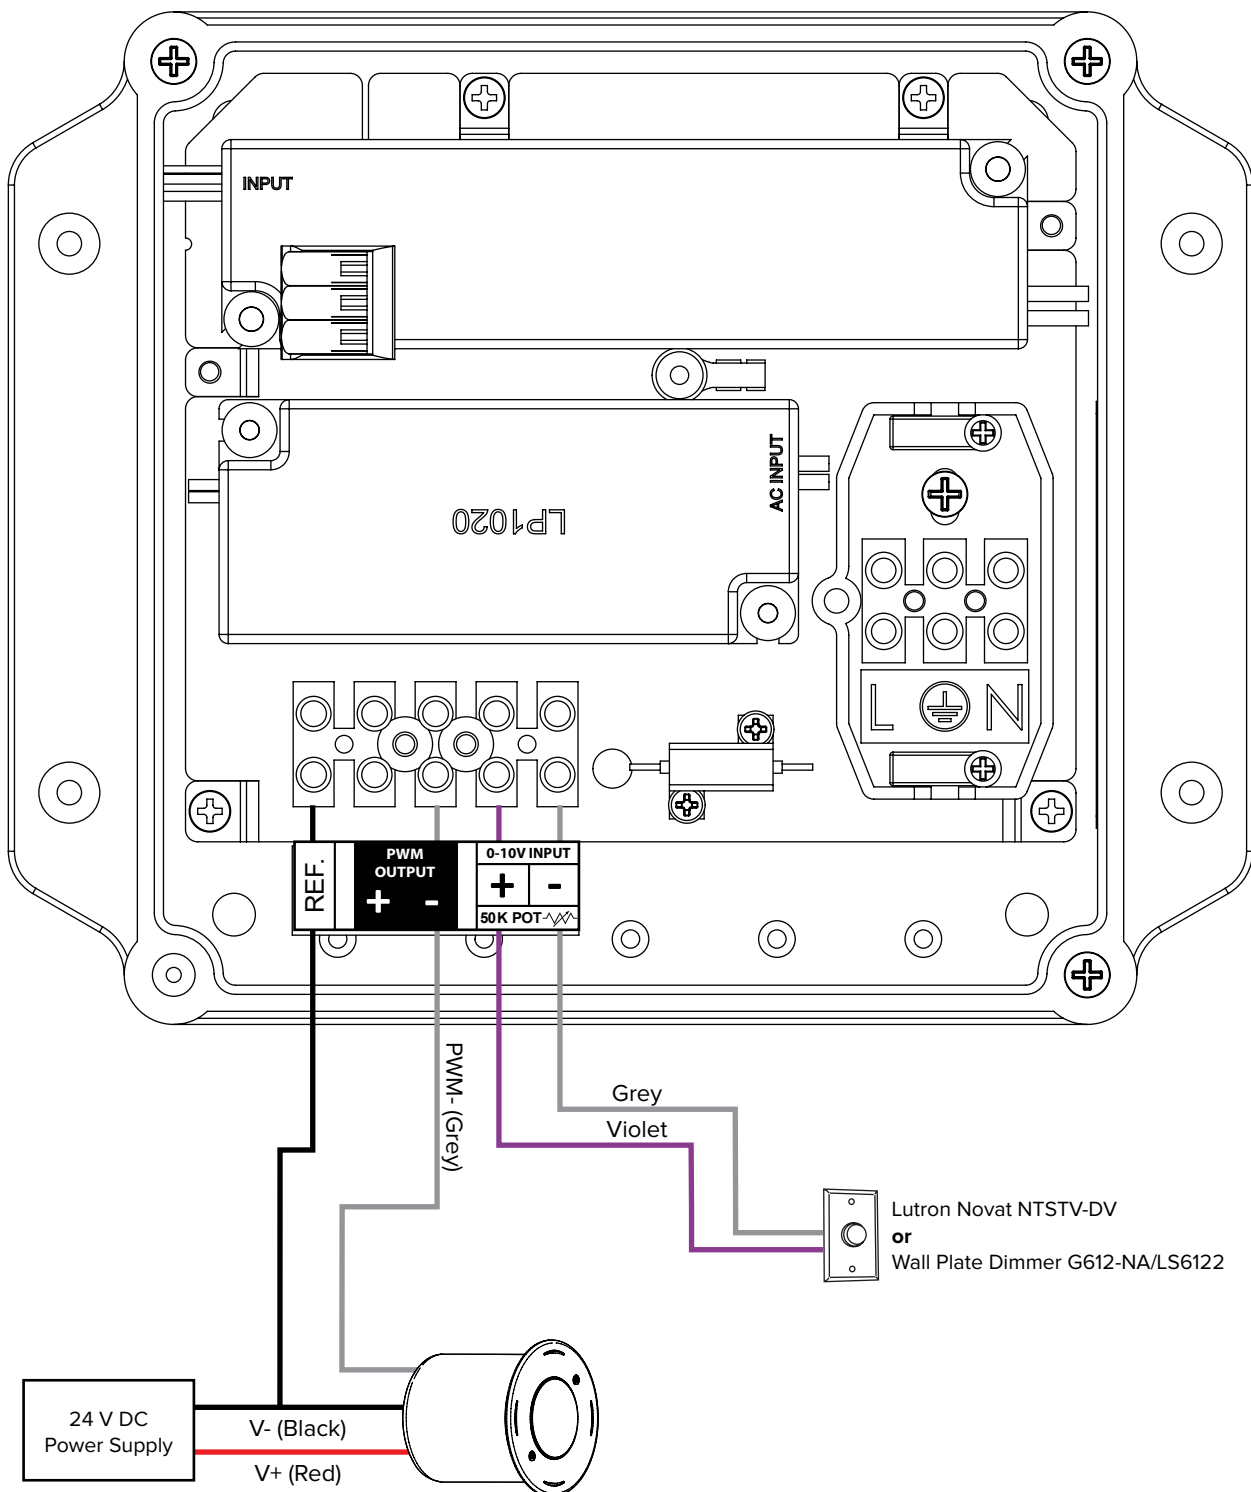 INPUT
AC INPUT
LP1020
L N
REF.
PWM
OUTPUT
+ -
0-10V INPUT
+ -
50K POT
PWM- (Grey)
Grey
Violet
Lutron Novat NTSTV-DV
or
Wall Plate Dimmer G612-NA/LS6122
24 V DC
Power Supply
V- (Black)
V+ (Red)